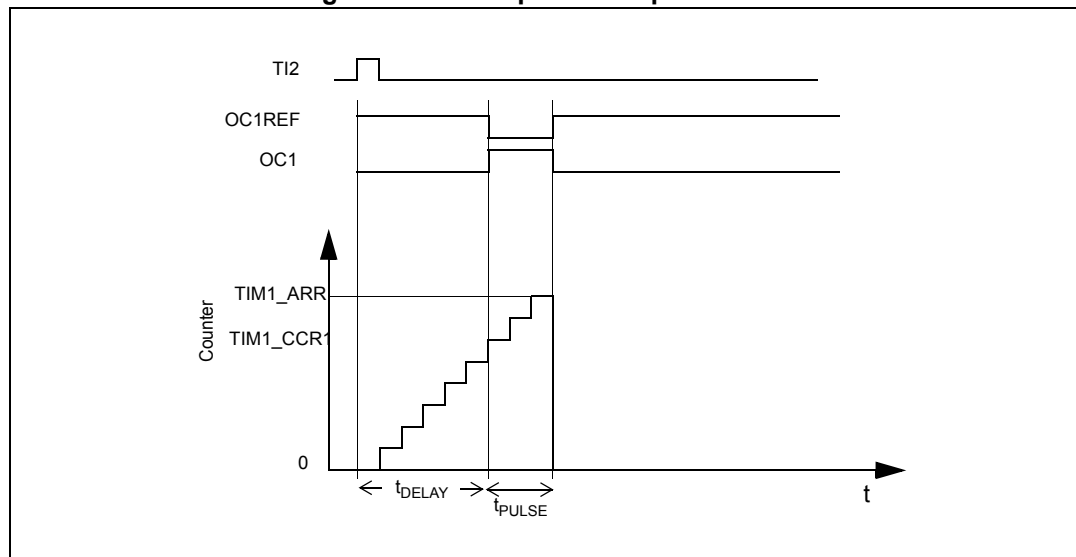 TI2
OC1REF
OC1
Counter
TIM1_ARR
TIM1_CCR1
0
tDELAY
tPULSE
t